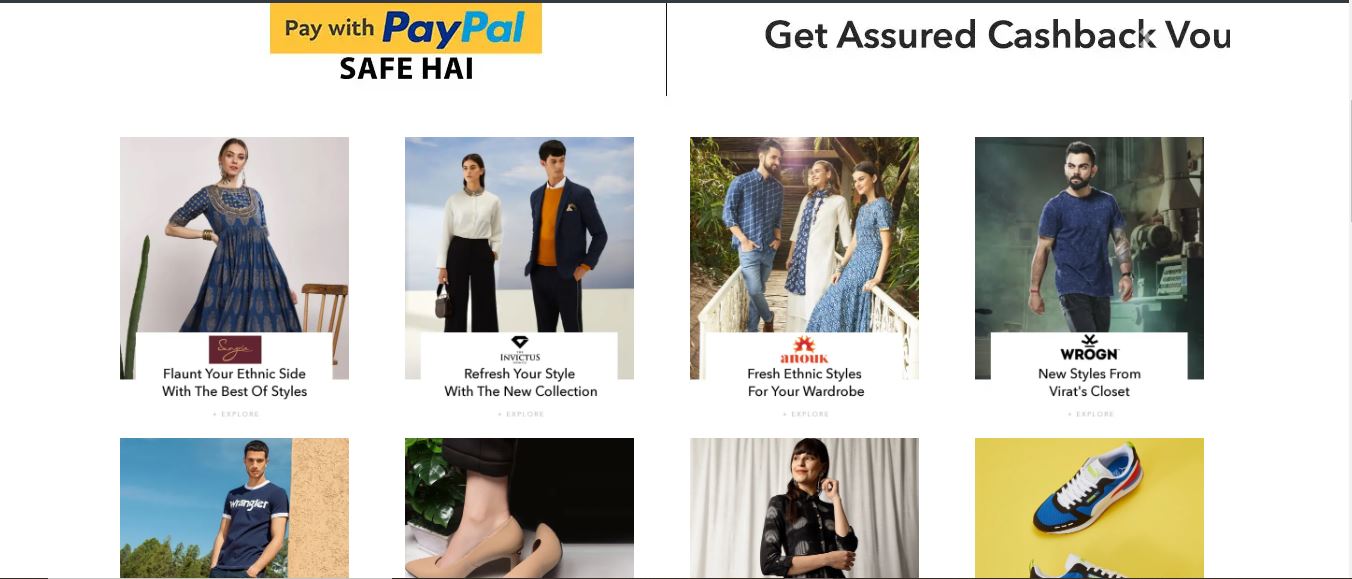 Pay with PayPal
SAFE HAI
Get Assured Cashback Vou
Sangria
Flaunt Your Ethnic Side
With The Best Of Styles
+ EXPLORE
INVICTUS
Refresh Your Style
With The New Collection
+ EXPLORE
anouk
Fresh Ethnic Styles
For Your Wardrobe
+ EXPLORE
WROGN
New Styles From
Virat's Closet
+ EXPLORE
Wrangler